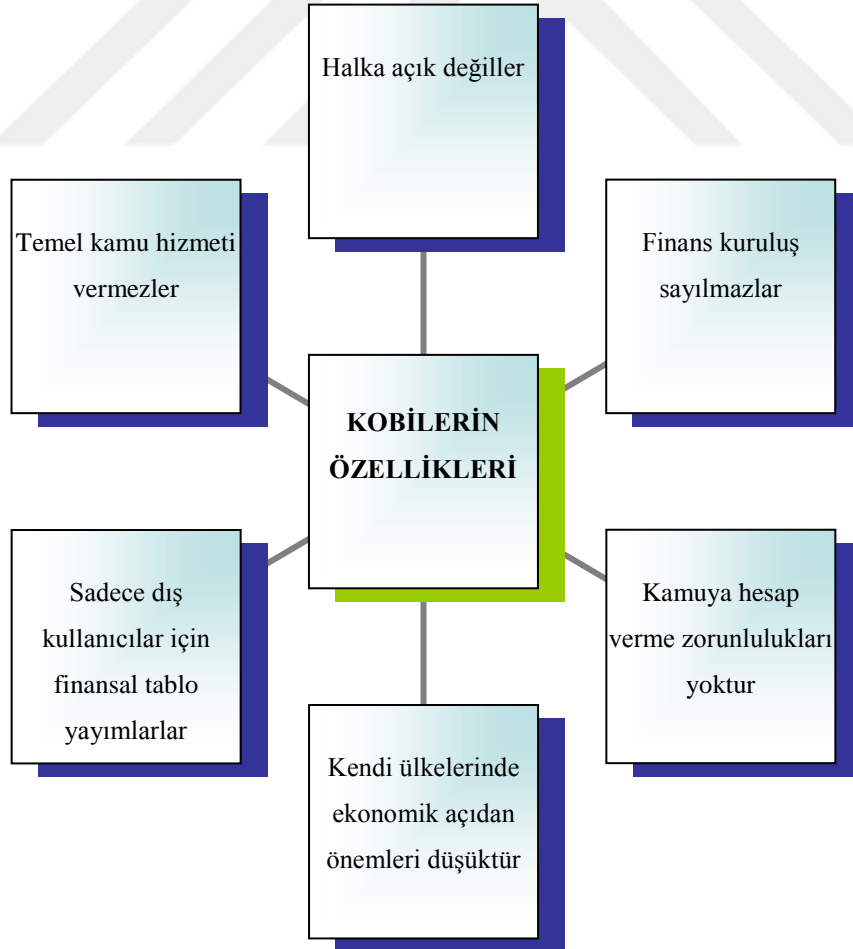 Halka açık değiller
Temel kamu hizmeti
vermezler
Finans kuruluş
sayılmazlar
KOBİLERİN
ÖZELLİKLERİ
Sadece dış
kullanıcılar için
finansal tablo
yayımlarlar
Kamuya hesap
verme zorunlulukları
yoktur
Kendi ülkelerinde
ekonomik açıdan
önemleri düşüktür